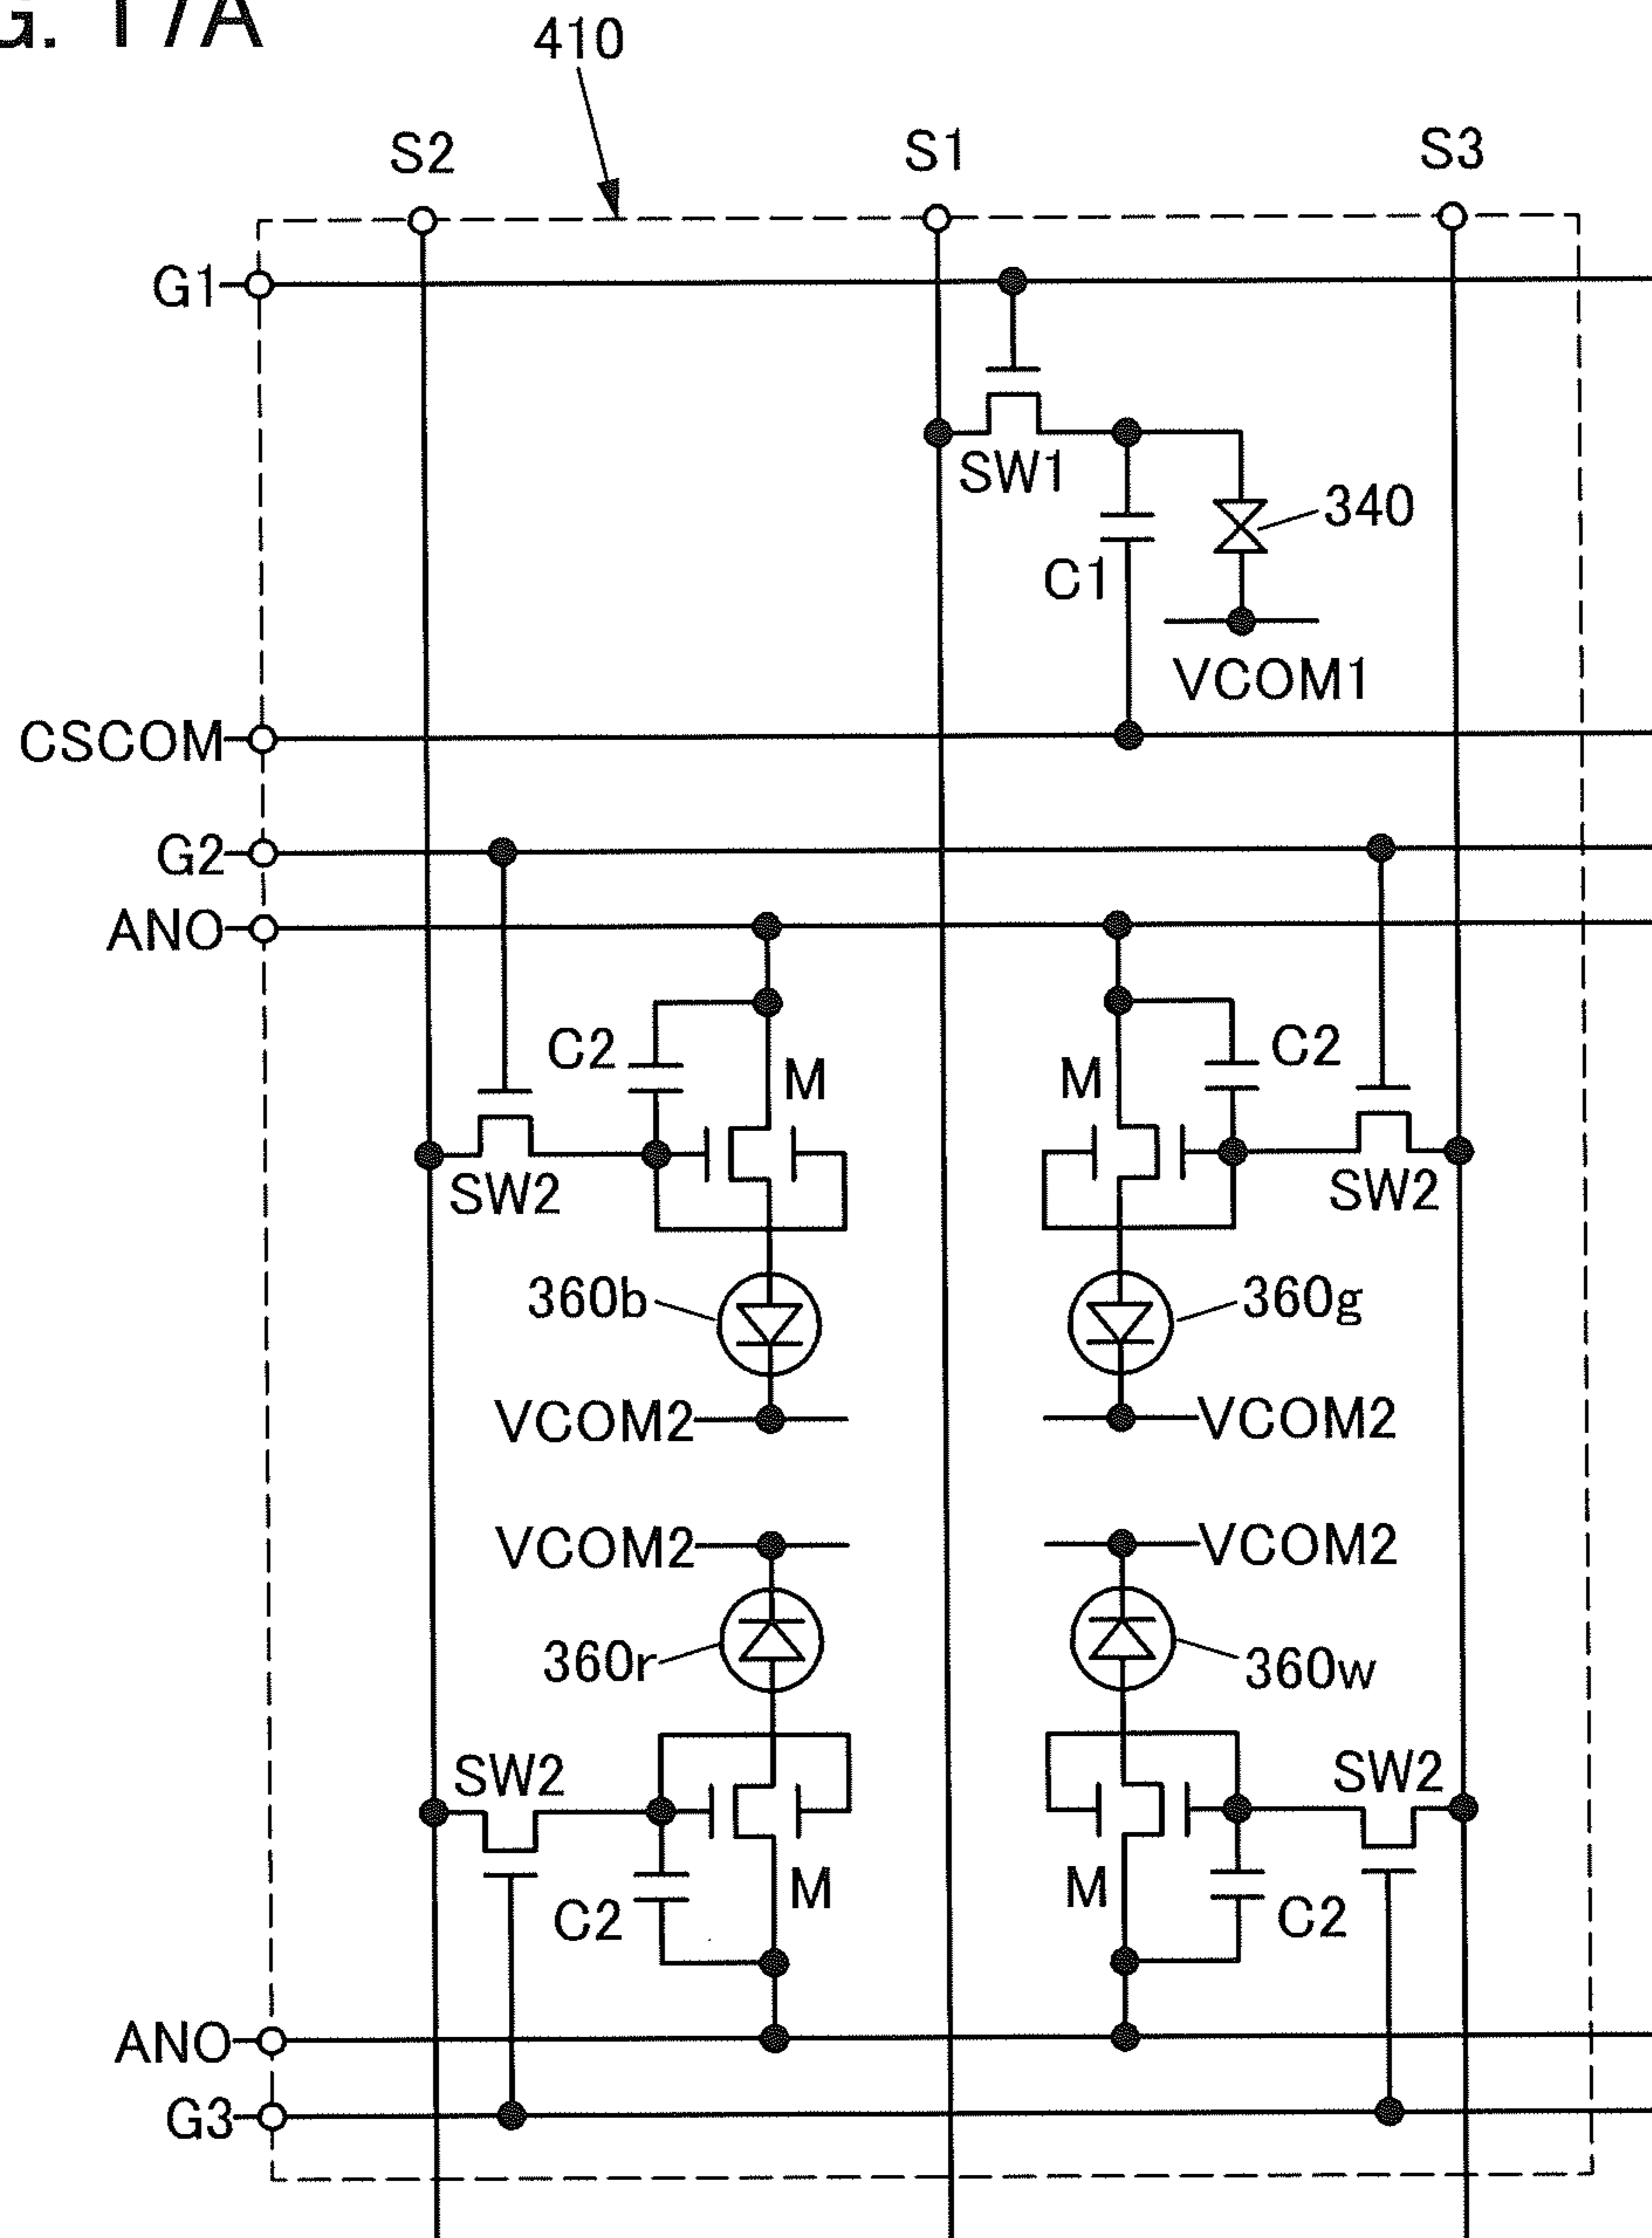 G. 17A
410
S2
S1
S3
G1
SW1
340
C1
VCOM1
CSCOM
G2
ANO
C2
M
M
C2
SW2
SW2
360b
360g
VCOM2
VCOM2
VCOM2
VCOM2
360r
360w
SW2
SW2
C2
M
M
C2
ANO
G3